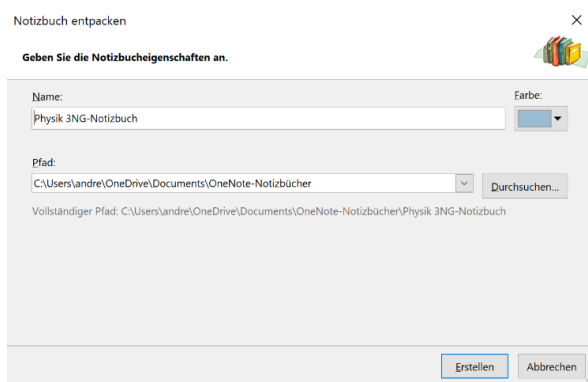 Notizbuch entpacken
Geben Sie die Notizbucheigenschaften an.
Name:
Farbe:
Physik 3NG-Notizbuch
Pfad:
C:\Users\andre\OneDrive\Documents\OneNote-Notizbücher
Durchsuchen...
Vollständiger Pfad: C:\Users\andre\OneDrive\Documents\OneNote-Notizbücher\Physik 3NG-Notizbuch
Erstellen
Abbrechen